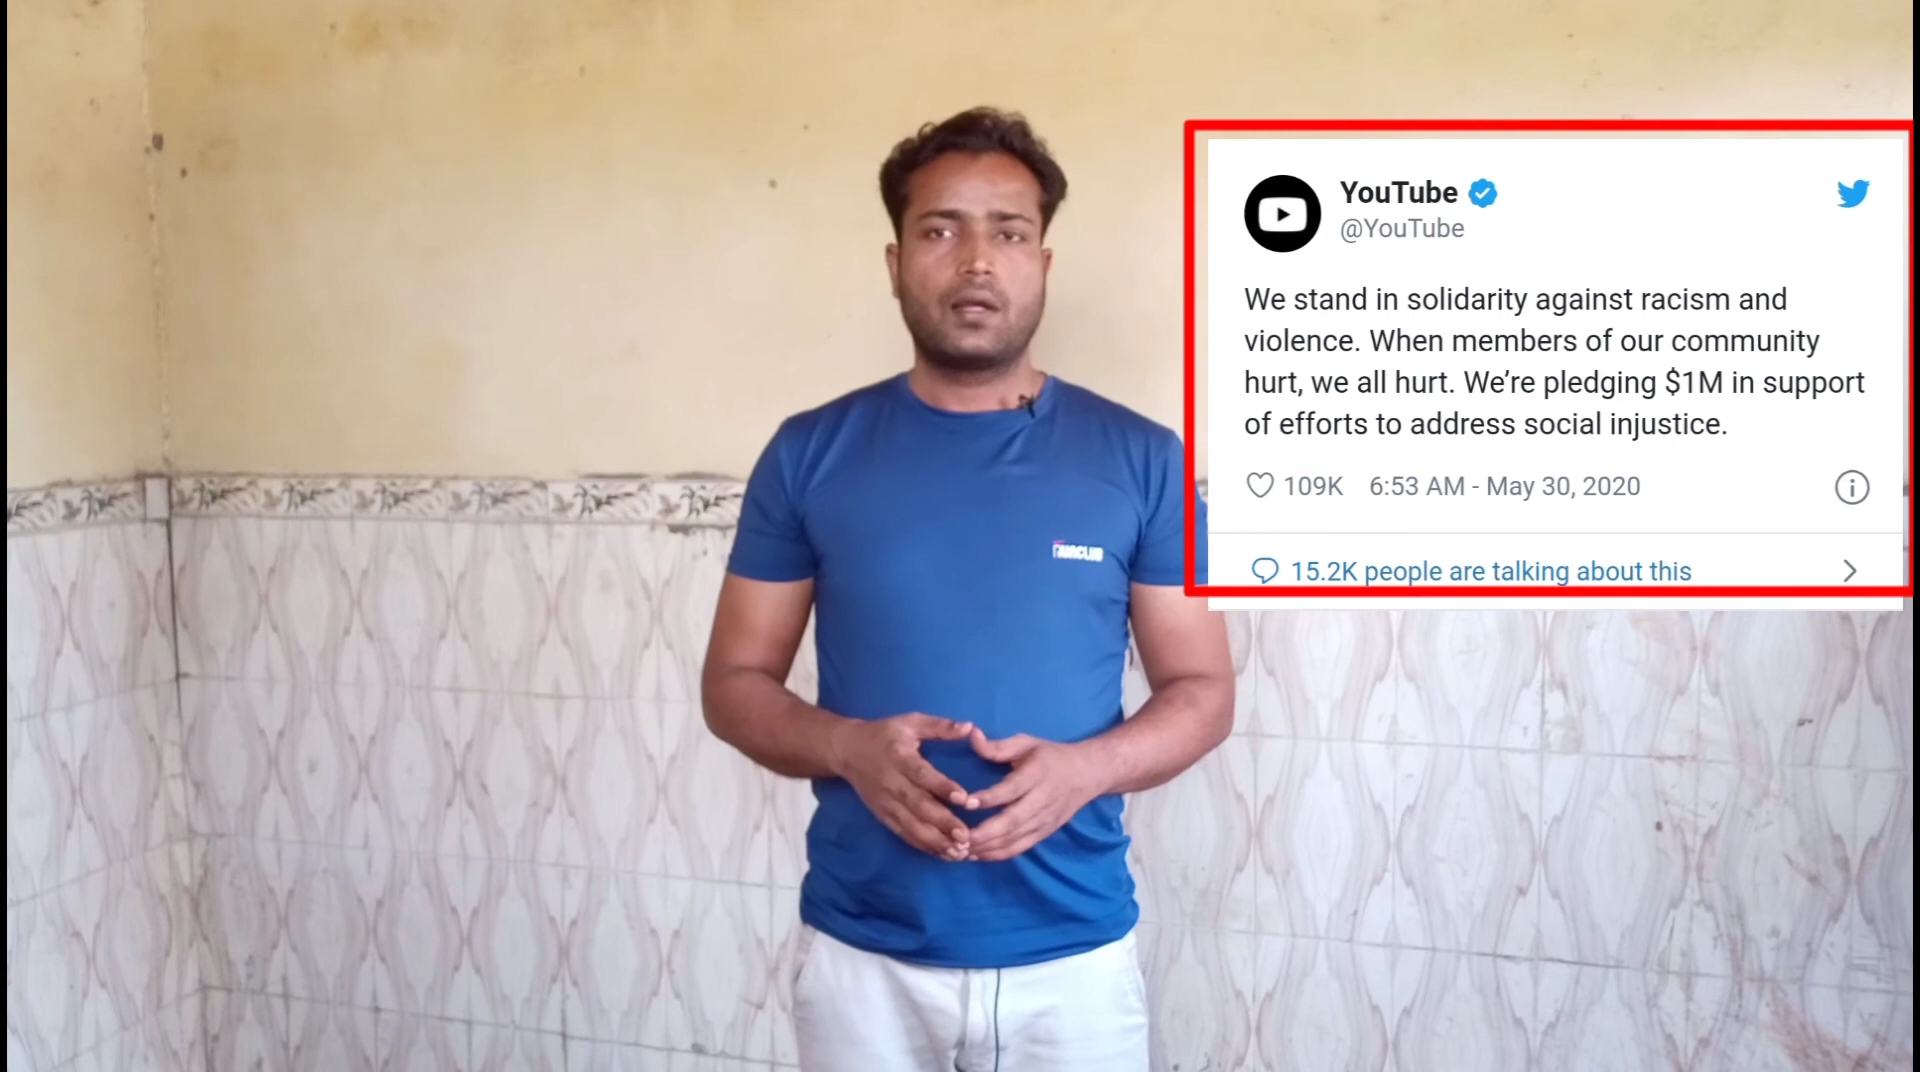 YouTube
@YouTube
We stand in solidarity against racism and
violence. When members of our community
hurt, we all hurt. We’re pledging $1M in support
of efforts to address social injustice.
109K 6:53 AM - May 30, 2020
15.2K people are talking about this